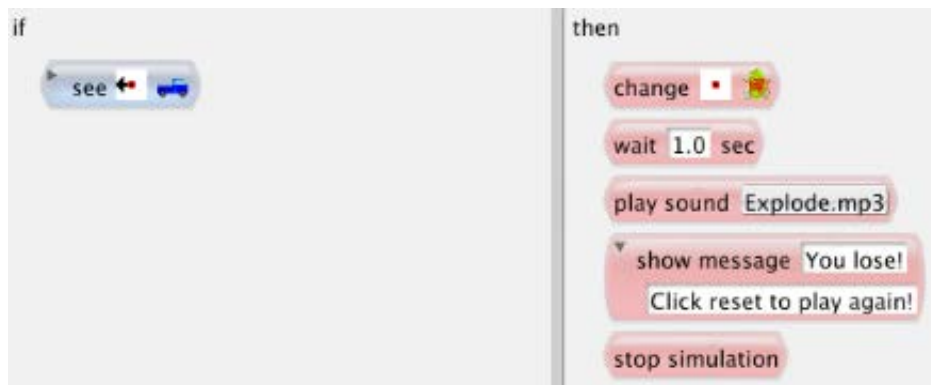 if
see
then
change
wait 1.0 sec
play sound Explode.mp3
show message You lose!
Click reset to play again!
stop simulation